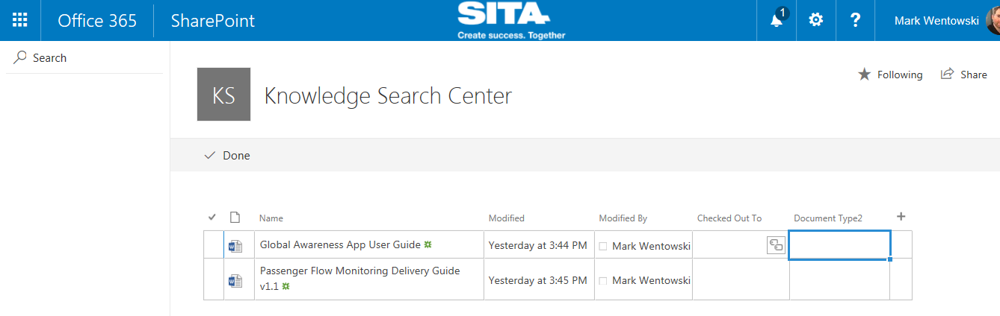 Office 365 SharePoint SITA 1 ? Mark Wentowski
Create success. Together
Search
Following Share
KS Knowledge Search Center
Done
Name Modified Modified By Checked Out To Document Type2 +
Global Awareness App User Guide Yesterday at 3:44 PM Mark Wentowski
Passenger Flow Monitoring Delivery Guide
v1.1 Yesterday at 3:45 PM Mark Wentowski